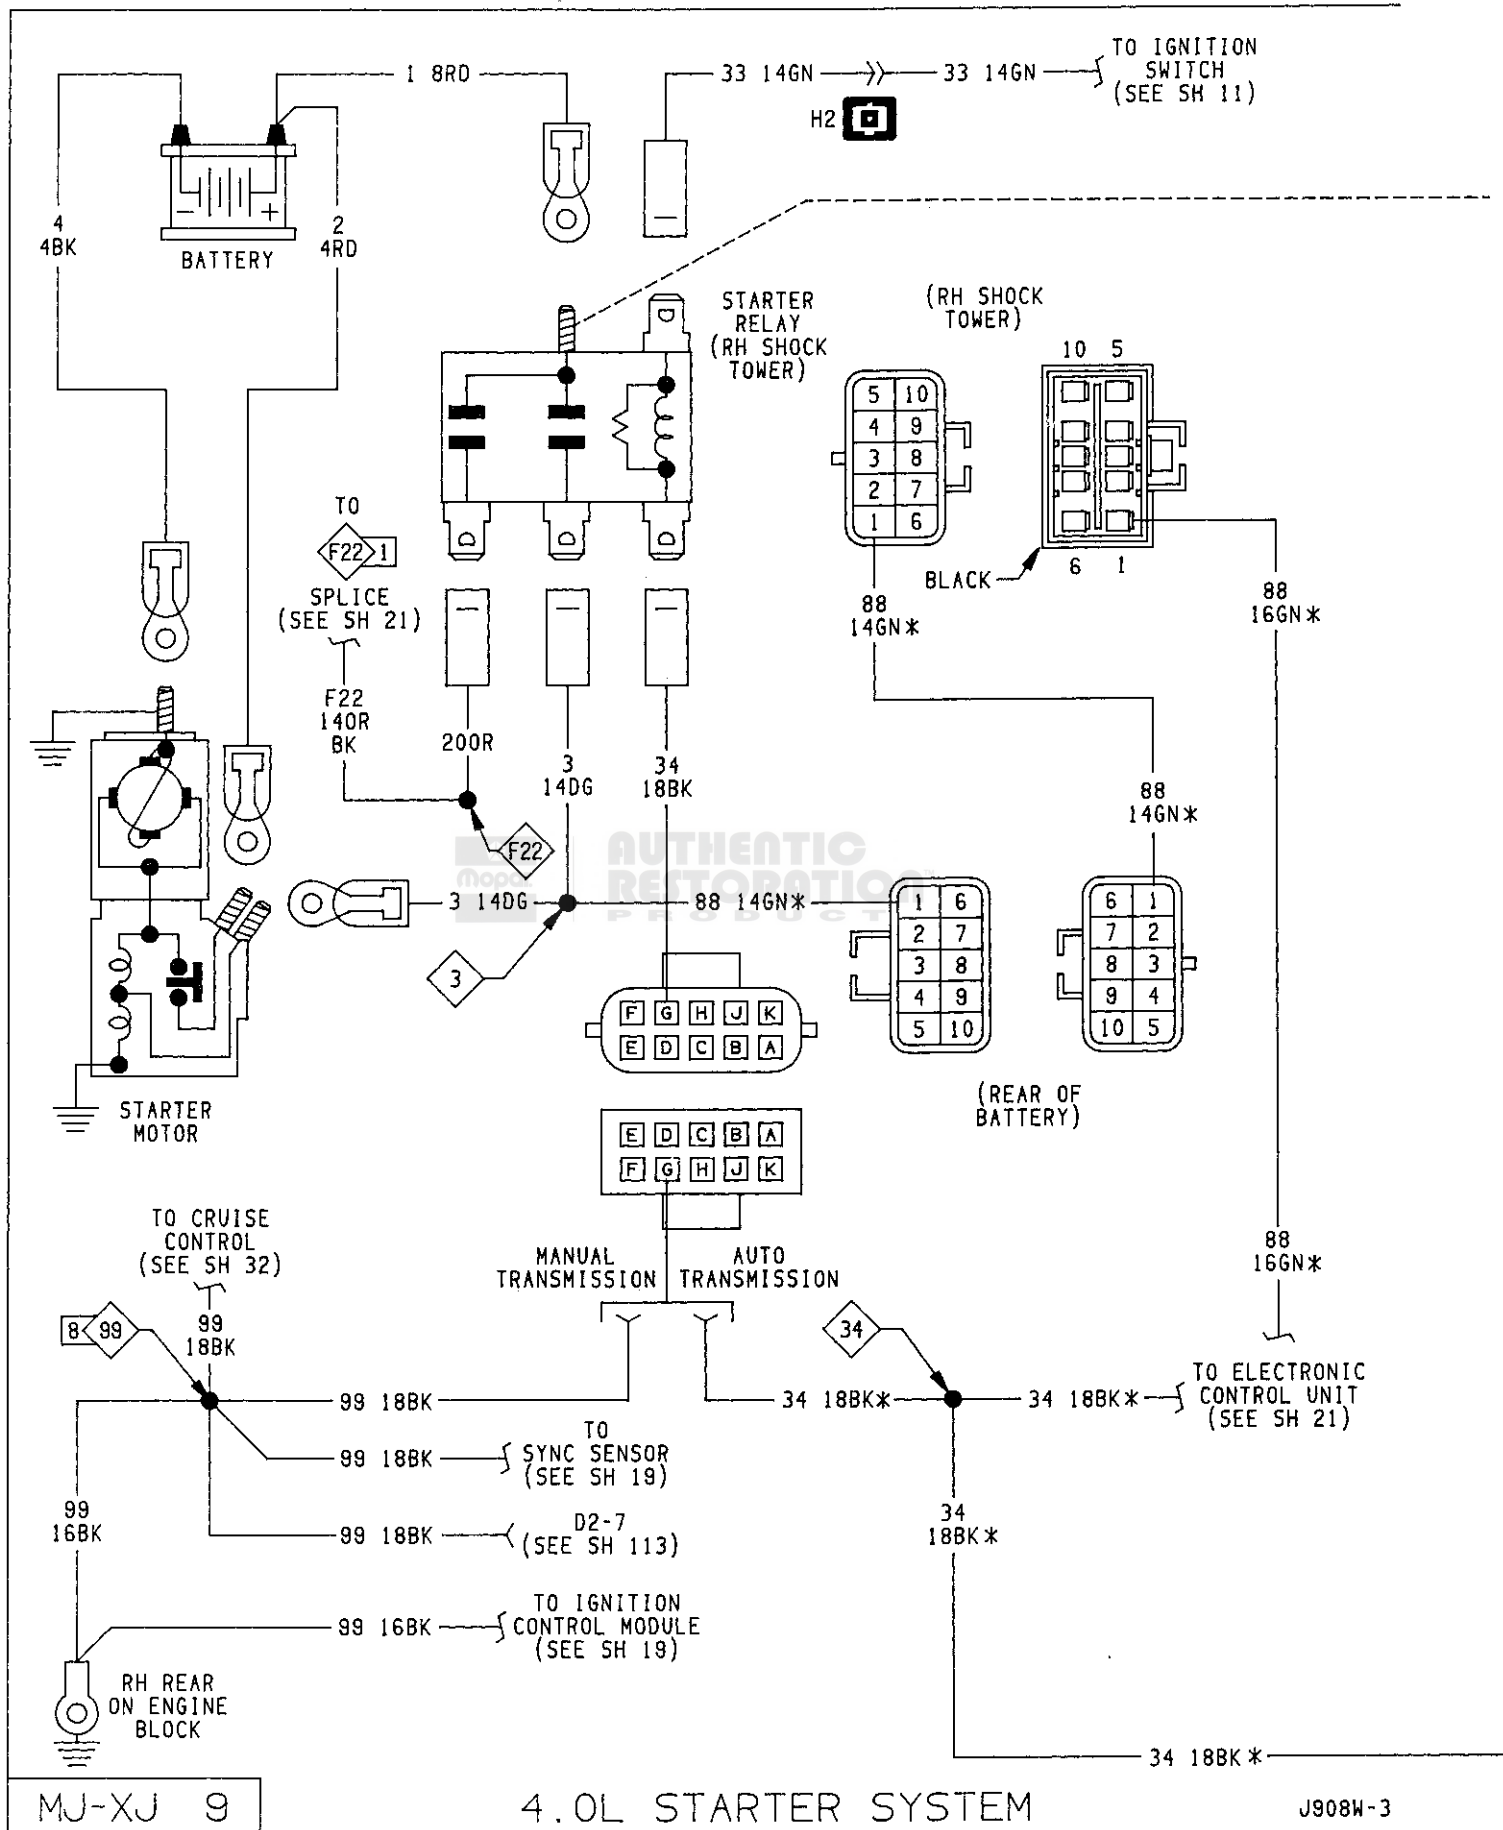 1 8RD
33 14GN
33 14GN
TO IGNITION
SWITCH
(SEE SH 11)
H2
4
4BK
2
4RD
- +
BATTERY
STARTER
RELAY
(RH SHOCK
TOWER)
(RH SHOCK
TOWER)
10 5
5 10
4 9
3 8
2 7
1 6
6 1
BLACK
TO
F22 1
SPLICE
(SEE SH 21)
88
14GN*
88
16GN*
F22
14OR
BK
20OR
3
14DG
34
18BK
88
14GN*
F22
AUTHENTIC
RESTORATION
PRODUCT
Mopar
3 14DG
88 14GN*
3
1 6
2 7
3 8
4 9
5 10
6 1
7 2
8 3
9 4
10 5
F G H J K
E D C B A
(REAR OF
BATTERY)
STARTER
MOTOR
E D C B A
F G H J K
TO CRUISE
CONTROL
(SEE SH 32)
MANUAL
TRANSMISSION
AUTO
TRANSMISSION
88
16GN*
8 99
99
18BK
34
99 18BK
34 18BK*
34 18BK*
TO ELECTRONIC
CONTROL UNIT
(SEE SH 21)
99 18BK
TO
SYNC SENSOR
(SEE SH 19)
99
16BK
99 18BK
D2-7
(SEE SH 113)
34
18BK*
99 16BK
TO IGNITION
CONTROL MODULE
(SEE SH 19)
RH REAR
ON ENGINE
BLOCK
34 18BK*
MJ-XJ 9
4.0L STARTER SYSTEM
J908W-3